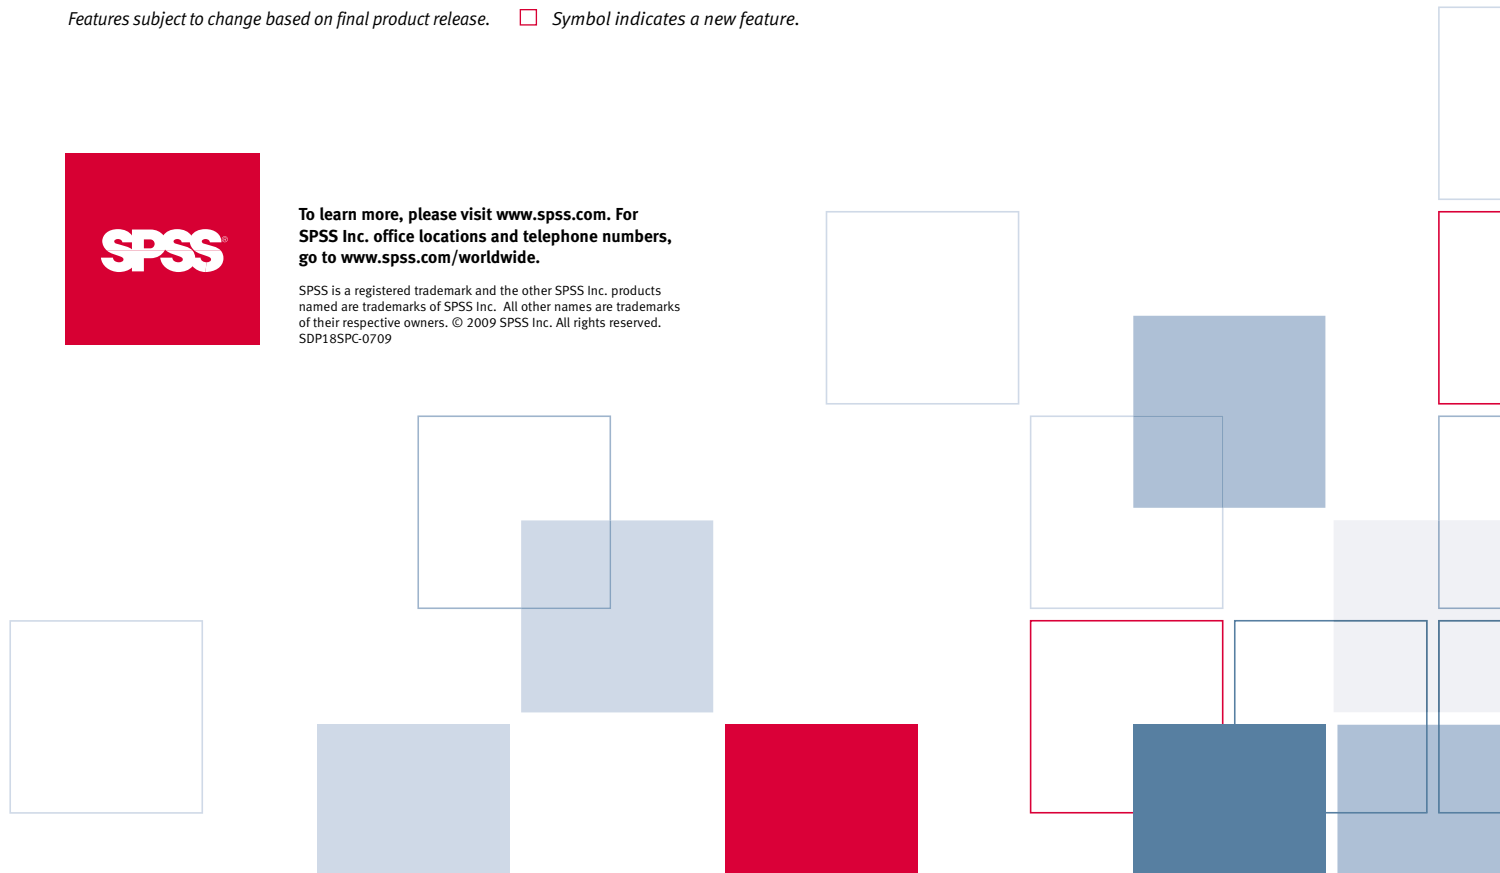 Features subject to change based on final product release. □ Symbol indicates a new feature.
SPSS®
To learn more, please visit www.spss.com. For
SPSS Inc. office locations and telephone numbers,
go to www.spss.com/worldwide.
SPSS is a registered trademark and the other SPSS Inc. products
named are trademarks of SPSS Inc. All other names are trademarks
of their respective owners. © 2009 SPSS Inc. All rights reserved.
SDP18SPC-0709